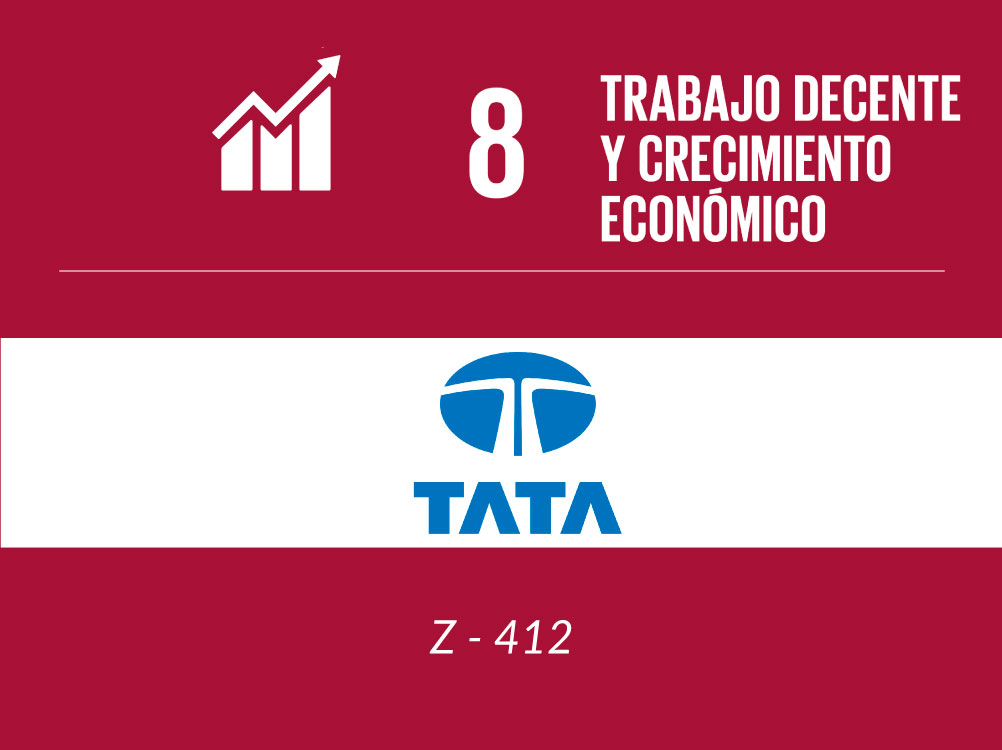 8
TRABAJO DECENTE
Y CRECIMIENTO
ECONÓMICO
TATA
Z - 412